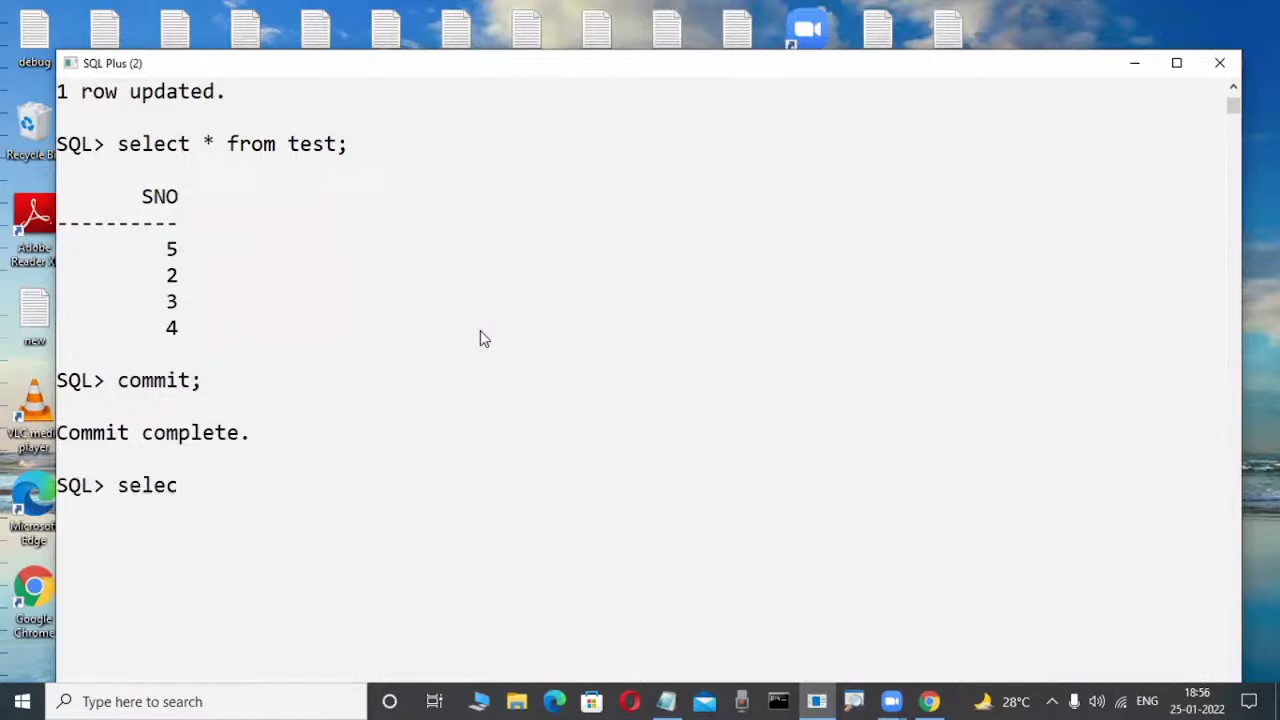 debug
SQL Plus (2)
1 row updated.
SQL> select * from test;
SNO
----------
5
2
3
4
SQL> commit;
Commit complete.
SQL> selec
Recycle Bi
Adobe
Reader X
new
VLC medi
player
Microsoft
Edge
Google
Chrome
Type here to search
28°C
ENG
18:56
25-01-2022